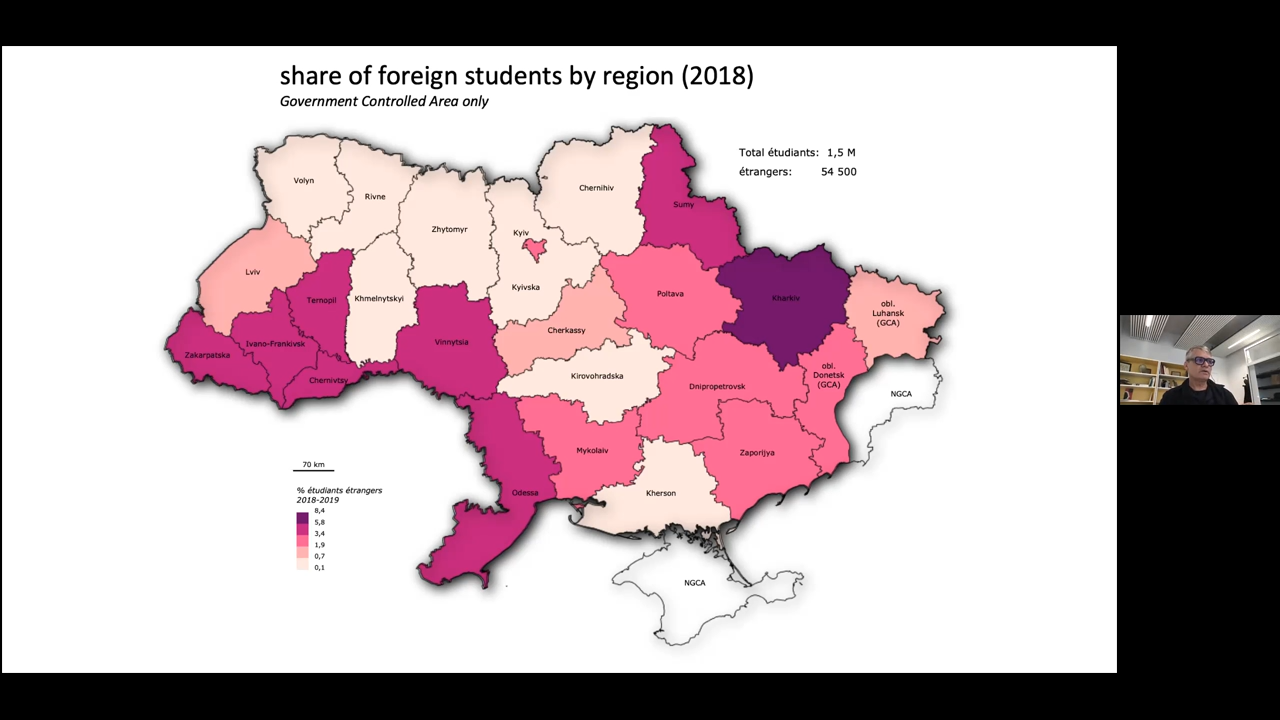 share of foreign students by region (2018)
Government Controlled Area only
Total étudiants: 1,5 M
étrangers: 54 500
Volyn
Rivne
Zhytomyr
Kyiv
Chernihiv
Sumy
Lviv
Ternopil
Khmelnytskyi
Kyivska
Poltava
Kharkiv
obl.
Luhansk
(GCA)
Zakarpatska
Ivano-Frankivsk
Chernivtsy
Vinnytsia
Cherkassy
Kirovohradska
Dnipropetrovsk
obl.
Donetsk
(GCA)
NGCA
Mykolaiv
Zaporijya
Odessa
Kherson
NGCA
70 km
% étudiants étrangers
2018-2019
8,4
5,8
3,4
1,9
0,7
0,1